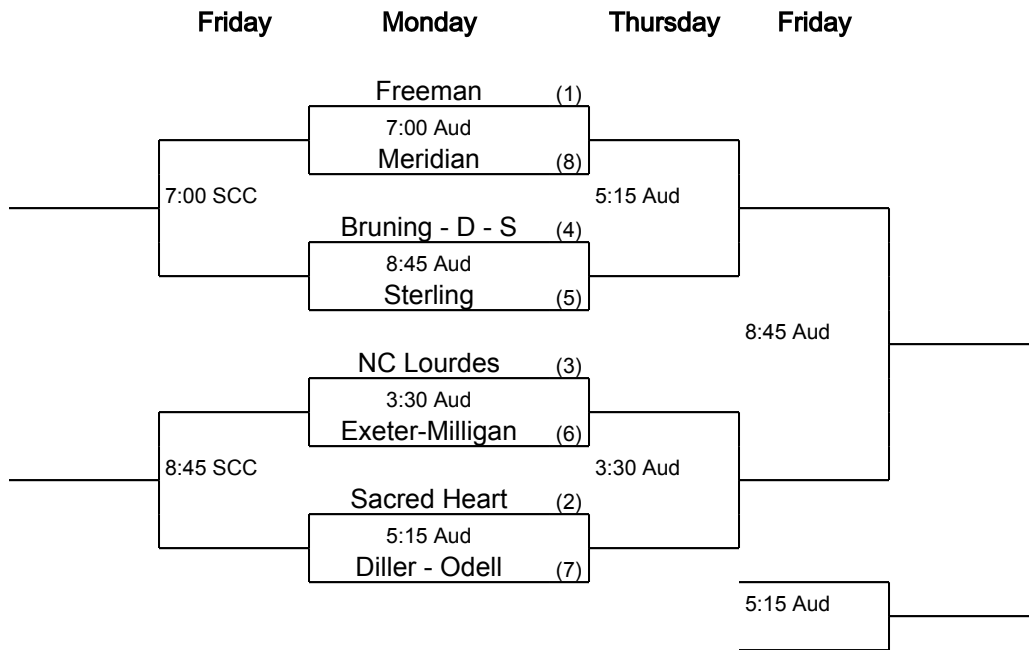 Friday Monday Thursday Friday
Freeman (1)
7:00 Aud
Meridian (8)
7:00 SCC 5:15 Aud
Bruning - D - S (4)
8:45 Aud
Sterling (5)
8:45 Aud
NC Lourdes (3)
3:30 Aud
Exeter-Milligan (6)
8:45 SCC 3:30 Aud
Sacred Heart (2)
5:15 Aud
Diller - Odell (7)
5:15 Aud